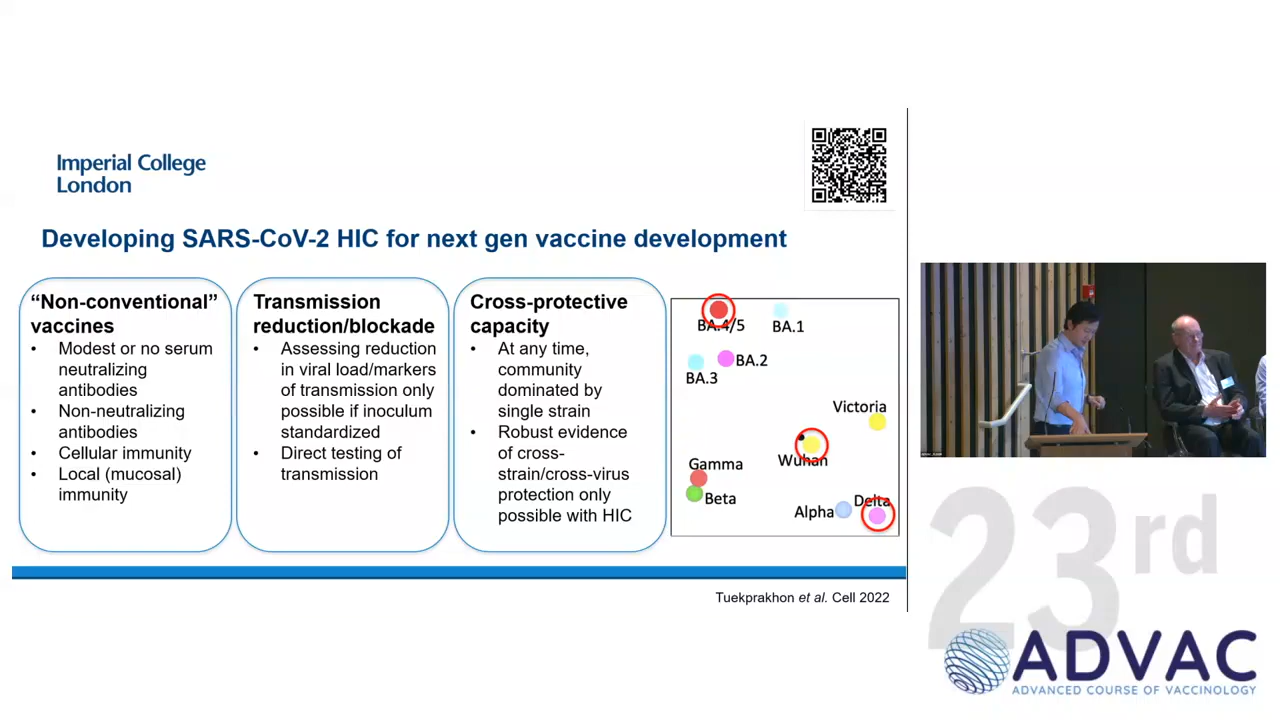 Imperial College
London
Developing SARS-CoV-2 HIC for next gen vaccine development
“Non-conventional”
vaccines
• Modest or no serum
neutralizing
antibodies
• Non-neutralizing
antibodies
• Cellular immunity
• Local (mucosal)
immunity
Transmission
reduction/blockade
• Assessing reduction
in viral load/markers
of transmission only
possible if inoculum
standardized
• Direct testing of
transmission
Cross-protective
capacity
• At any time,
community
dominated by
single strain
• Robust evidence
of cross-
strain/cross-virus
protection only
possible with HIC
BA.4/5
BA.1
BA.2
BA.3
Victoria
Wuhan
Gamma
Beta
Delta
Alpha
Tuekprakhon et al. Cell 2022
23rd
ADVAC
ADVANCED COURSE OF VACCINOLOGY